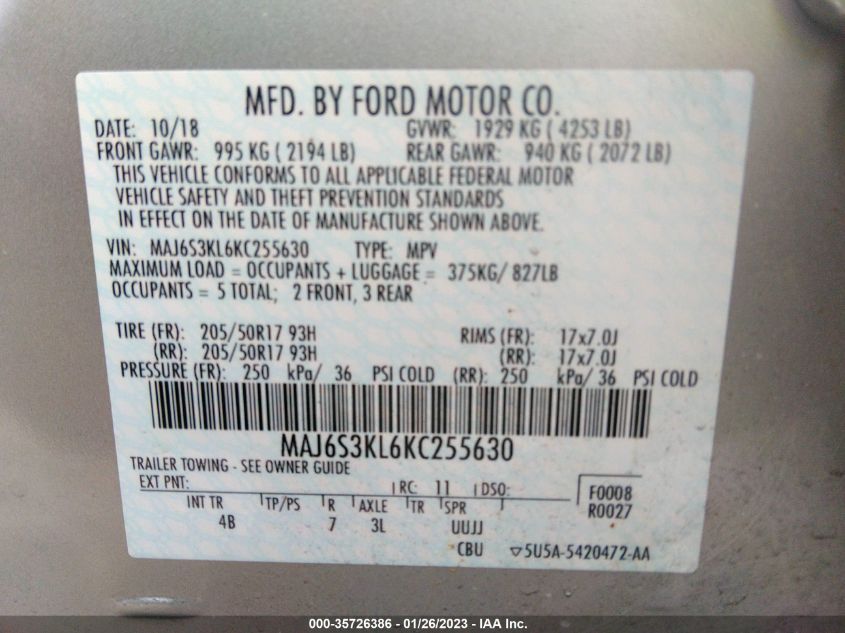 MFD. BY FORD MOTOR CO.
DATE: 10/18 GVWR: 1929 KG ( 4253 LB)
FRONT GAWR: 995 KG ( 2194 LB) REAR GAWR: 940 KG ( 2072 LB)
THIS VEHICLE CONFORMS TO ALL APPLICABLE FEDERAL MOTOR
VEHICLE SAFETY AND THEFT PREVENTION STANDARDS
IN EFFECT ON THE DATE OF MANUFACTURE SHOWN ABOVE.
VIN: MAJ6S3KL6KC255630 TYPE: MPV
MAXIMUM LOAD = OCCUPANTS + LUGGAGE = 375KG/ 827LB
OCCUPANTS = 5 TOTAL; 2 FRONT, 3 REAR
TIRE (FR): 205/50R17 93H RIMS (FR): 17x7.0J
(RR): 205/50R17 93H (RR): 17x7.0J
PRESSURE (FR): 250 kPa/ 36 PSI COLD (RR): 250 kPa/ 36 PSI COLD
MAJ6S3KL6KC255630
TRAILER TOWING - SEE OWNER GUIDE
EXT PNT: RC: 11 DSO: F0008
R0027
INT TR TP/PS R AXLE TR SPR
4B 7 3L UUJJ
CBU ▽5U5A-5420472-AA
000-35726386 - 01/26/2023 - IAA Inc.